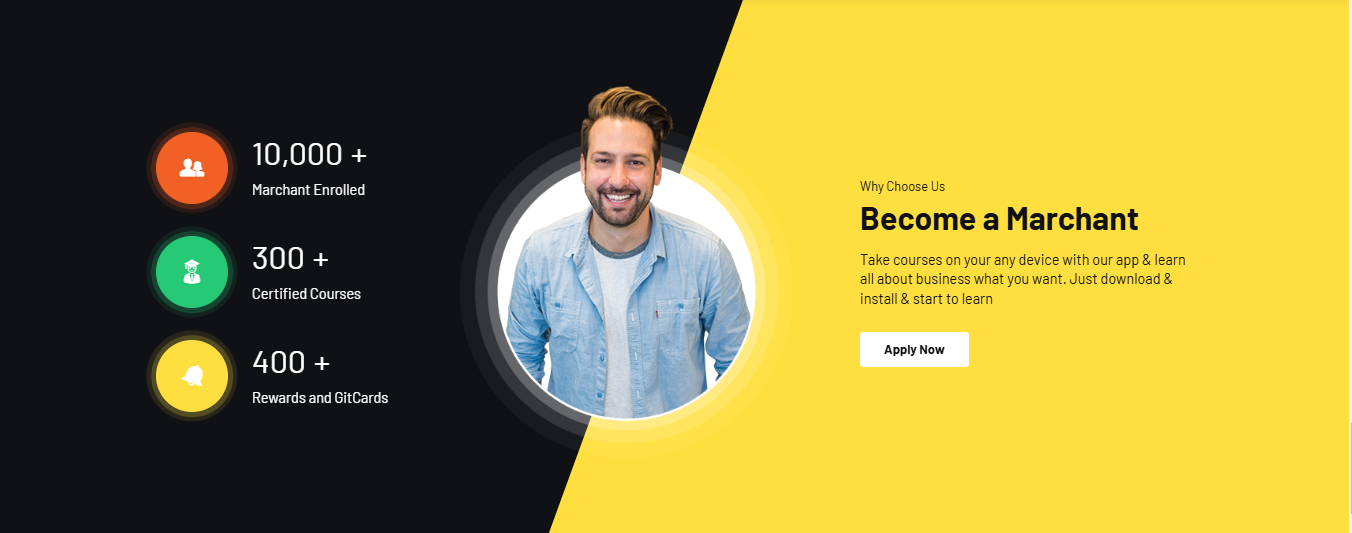 10,000 +
Marchant Enrolled
300 +
Certified Courses
400 +
Rewards and GitCards
Why Choose Us
Become a Marchant
Take courses on your any device with our app & learn
all about business what you want. Just download &
install & start to learn
Apply Now